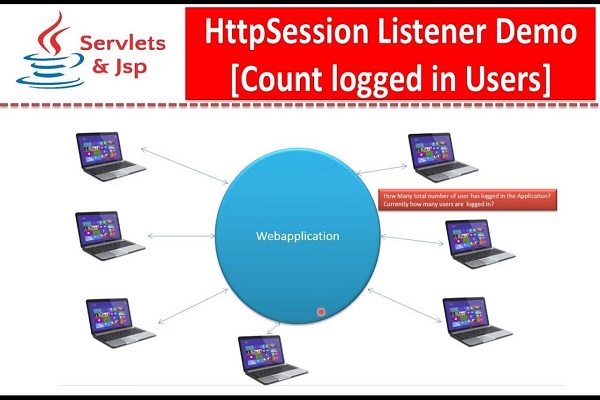 Servlets
& Jsp
HttpSession Listener Demo
[Count logged in Users]
How Many total number of user has logged in the Application?
Currently how many users are logged in?
Webapplication